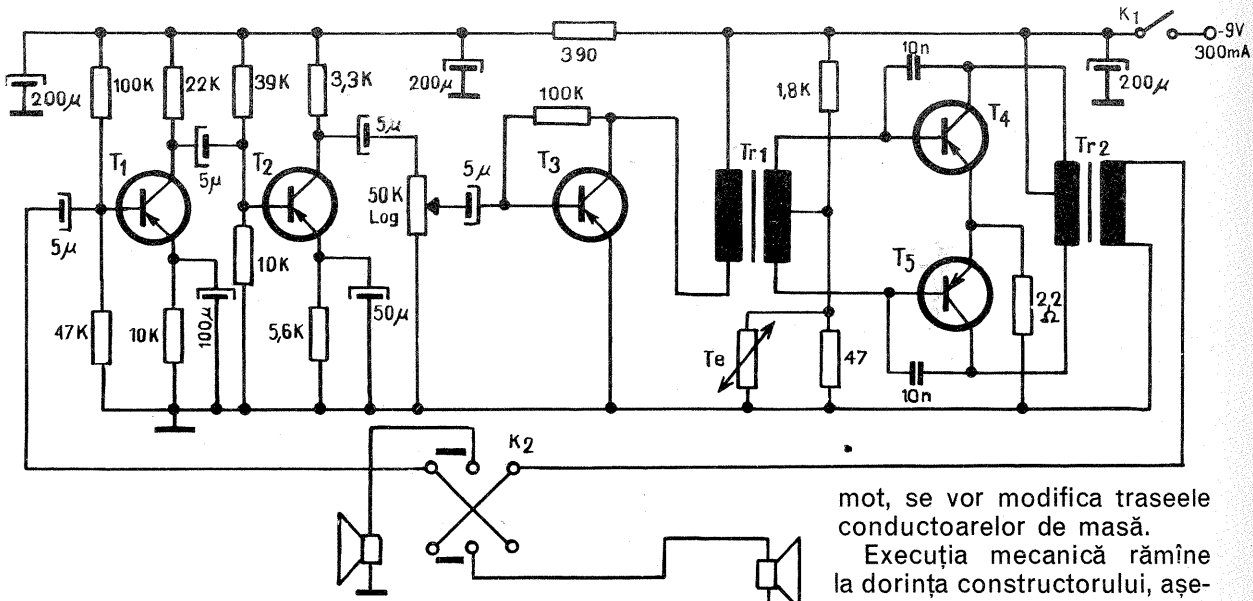 K1
-9V
300mA
390
10n
200µ
100K
22K
39K
3,3K
200µ
1,8K
200µ
5µ
100K
T4
T1
5µ
T2
5µ
T3
Tr1
Tr2
50K
Log
5µ
10K
T5
2,2
Ω
47K
10K
100µ
5,6K
50µ
Te
47
10n
K2
mot, se vor modifica traseele
conductoarelor de masă.
Execuția mecanică rămîne
la dorința constructorului, așe-